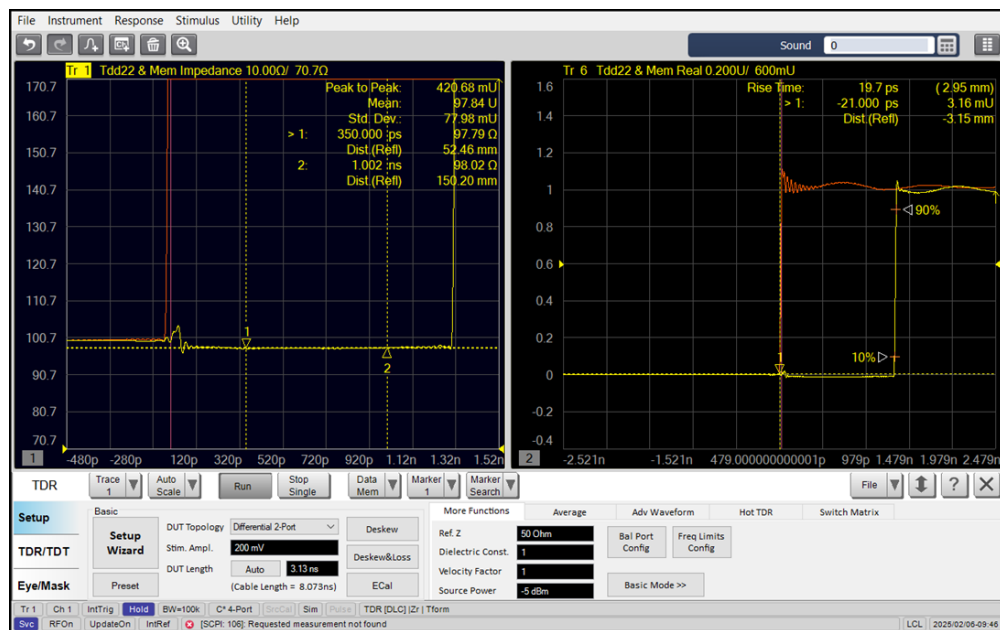 File Instrument Response Stimulus Utility Help
Sound 0
Tr 1 Tdd22 & Mem Impedance 10.00Ω/ 70.7Ω
170.7
160.7
150.7
140.7
130.7
120.7
110.7
100.7
90.7
80.7
70.7
Peak to Peak: 420.68 mU
Mean: 97.84 U
Std. Dev.: 77.98 mU
> 1: 350.000 ps 97.79 Ω
Dist.(Refl) 52.46 mm
2: 1.002 ns 98.02 Ω
Dist.(Refl) 150.20 mm
1
2
1
-480p -280p 120p 320p 520p 720p 920p 1.12n 1.32n 1.52n
Tr 6 Tdd22 & Mem Real 0.200U/ 600mU
1.6
1.4
1.2
1
0.8
0.6
0.4
0.2
0
-0.2
-0.4
Rise Time: 19.7 ps (2.95 mm)
> 1: -21.000 ps 3.16 mU
Dist.(Refl) -3.15 mm
90%
10%
1
2
-2.521n -1.521n 479.000000000001p 979p 1.479n 1.979n 2.479n
TDR
Trace 1
Auto Scale
Run
Stop Single
Data Mem
Marker 1
Marker Search
File
?
Setup
TDR/TDT
Eye/Mask
Basic
Setup Wizard
Preset
DUT Topology Differential 2-Port
Stim. Ampl. 200 mV
DUT Length Auto 3.13 ns
(Cable Length = 8.073ns)
Deskew
Deskew&Loss
ECal
More Functions Average Adv Waveform Hot TDR Switch Matrix
Ref. Z 50 Ohm
Dielectric Const. 1
Velocity Factor 1
Source Power -5 dBm
Bal Port Config
Freq Limits Config
Basic Mode >>
Tr 1 Ch 1 IntTrig Hold BW=100k C* 4-Port SrcCal Sim Pulse TDR [DLC] |Zr | Tform
Svc RFOn UpdateOn IntRef [SCPI: 106]: Requested measurement not found LCL 2025/02/06-09:46